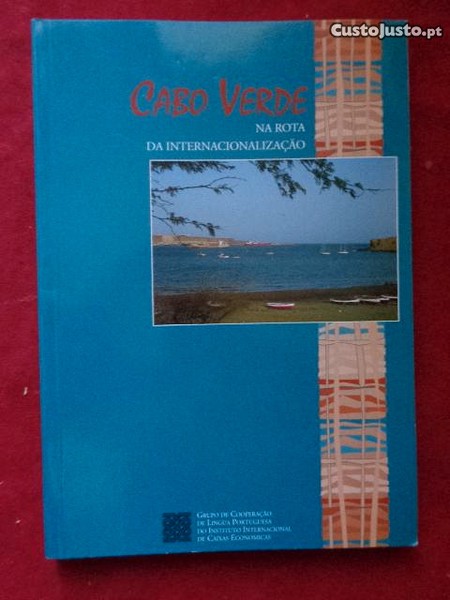 CustoJusto.pt
CABO VERDE
NA ROTA
DA INTERNACIONALIZAÇÃO
GRUPO DE COOPERAÇÃO
DE LÍNGUA PORTUGUESA
DO INSTITUTO INTERNACIONAL
DE CAIXAS ECONÓMICAS